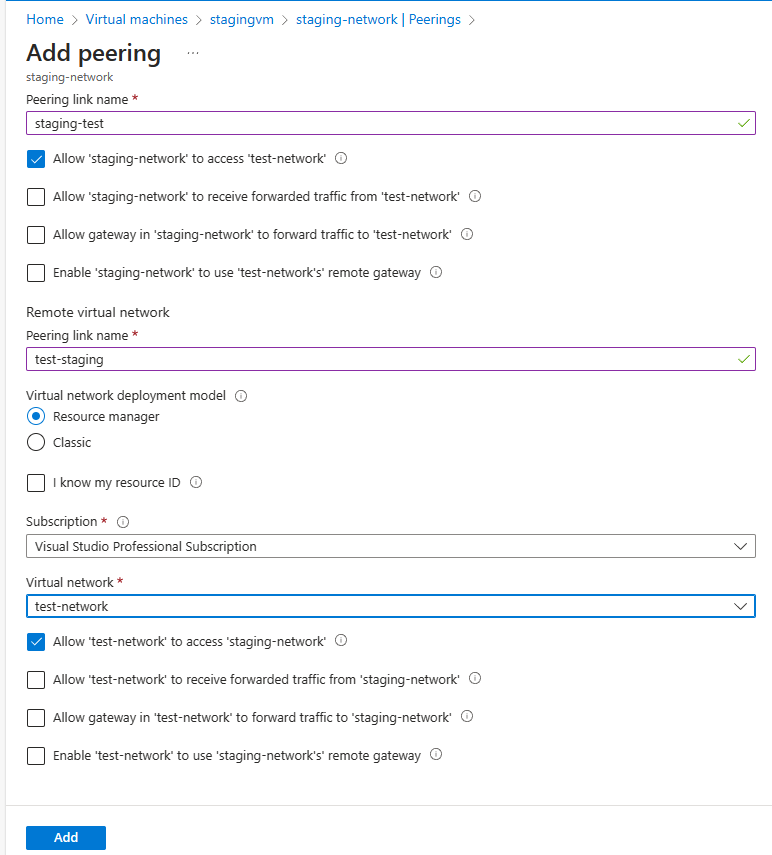 Home > Virtual machines > stagingvm > staging-network | Peerings >
Add peering ...
staging-network
Peering link name *
staging-test
Allow 'staging-network' to access 'test-network'
Allow 'staging-network' to receive forwarded traffic from 'test-network'
Allow gateway in 'staging-network' to forward traffic to 'test-network'
Enable 'staging-network' to use 'test-network's' remote gateway
Remote virtual network
Peering link name *
test-staging
Virtual network deployment model
Resource manager
Classic
I know my resource ID
Subscription *
Visual Studio Professional Subscription
Virtual network *
test-network
Allow 'test-network' to access 'staging-network'
Allow 'test-network' to receive forwarded traffic from 'staging-network'
Allow gateway in 'test-network' to forward traffic to 'staging-network'
Enable 'test-network' to use 'staging-network's' remote gateway
Add